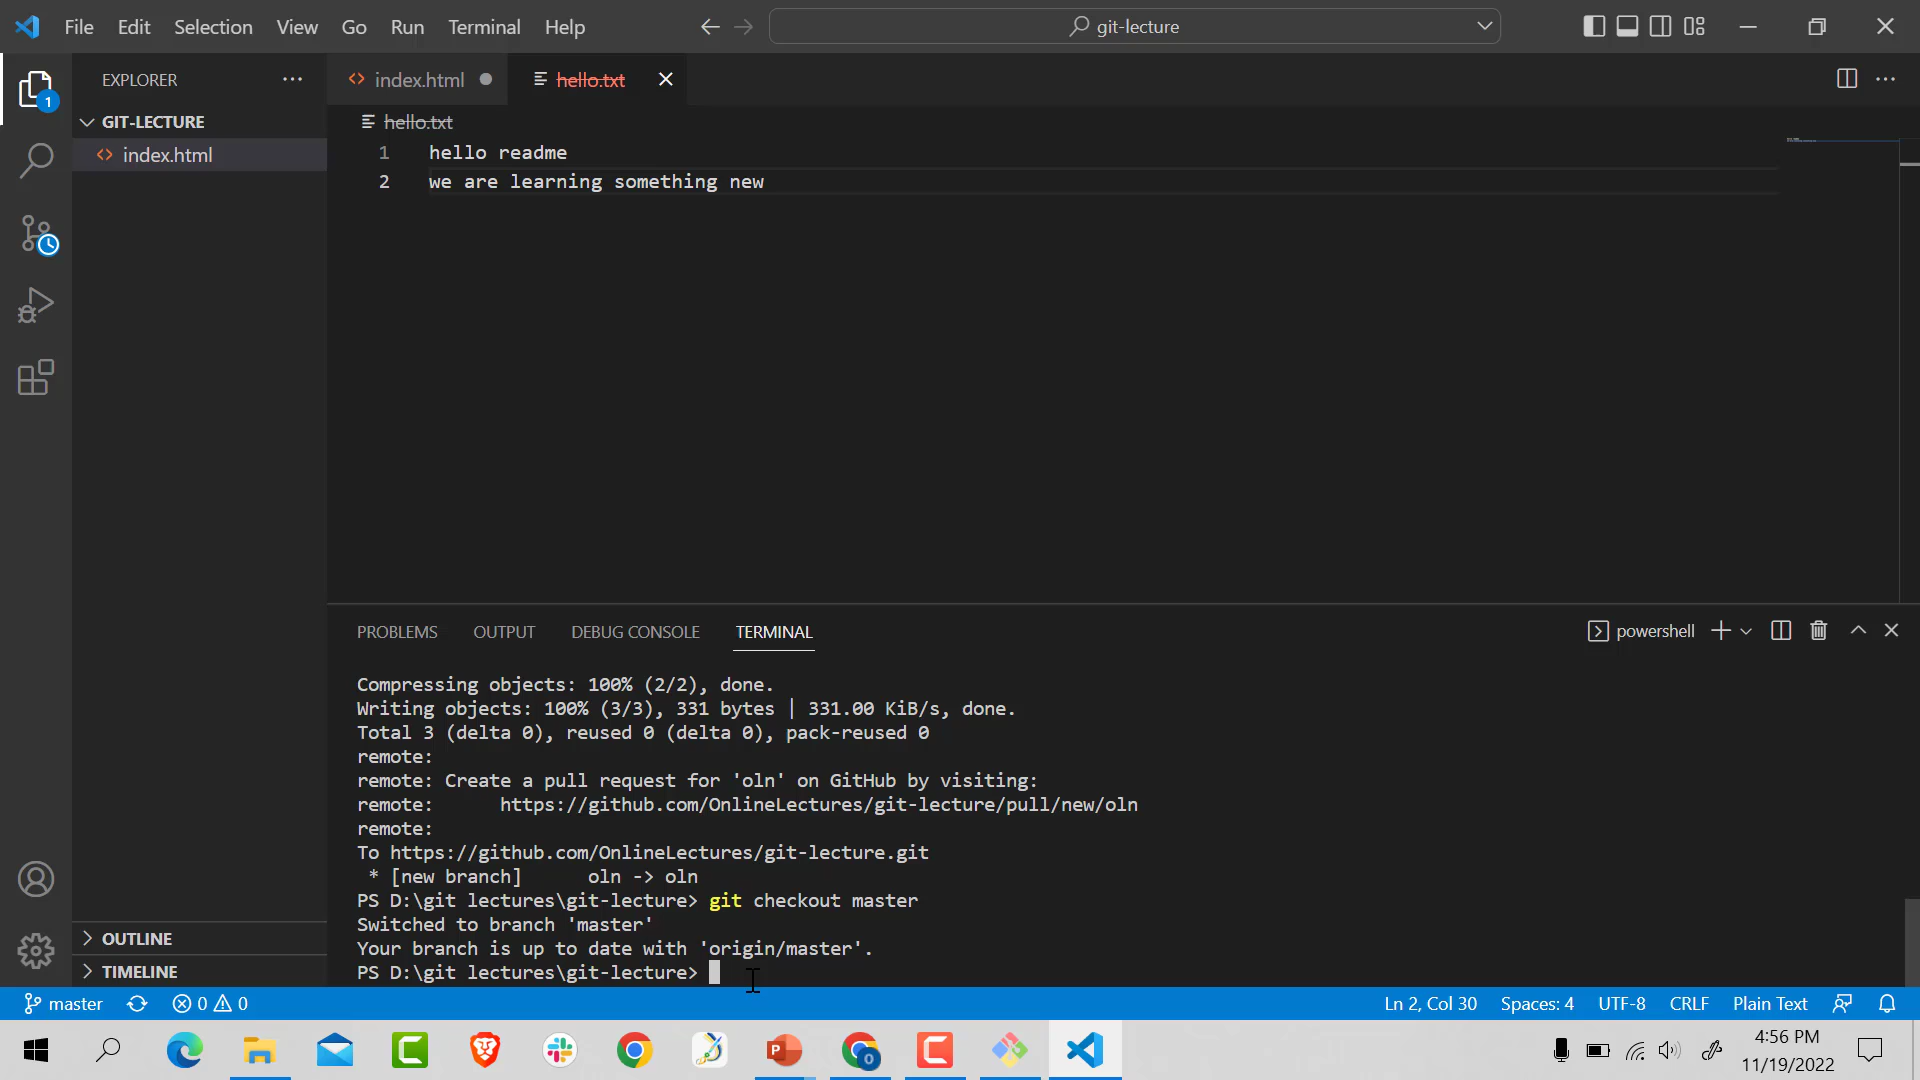 File Edit Selection View Go Run Terminal Help
git-lecture
EXPLORER
1
GIT-LECTURE
index.html
OUTLINE
TIMELINE
index.html
hello.txt
hello.txt
1 hello readme
2 we are learning something new
PROBLEMS OUTPUT DEBUG CONSOLE TERMINAL
powershell
Compressing objects: 100% (2/2), done.
Writing objects: 100% (3/3), 331 bytes | 331.00 KiB/s, done.
Total 3 (delta 0), reused 0 (delta 0), pack-reused 0
remote:
remote: Create a pull request for 'oln' on GitHub by visiting:
remote:      https://github.com/OnlineLectures/git-lecture/pull/new/oln
remote:
To https://github.com/OnlineLectures/git-lecture.git
 * [new branch]      oln -> oln
PS D:\git lectures\git-lecture> git checkout master
Switched to branch 'master'
Your branch is up to date with 'origin/master'.
PS D:\git lectures\git-lecture>
master 0 0 Ln 2, Col 30 Spaces: 4 UTF-8 CRLF Plain Text
P
0
4:56 PM
11/19/2022